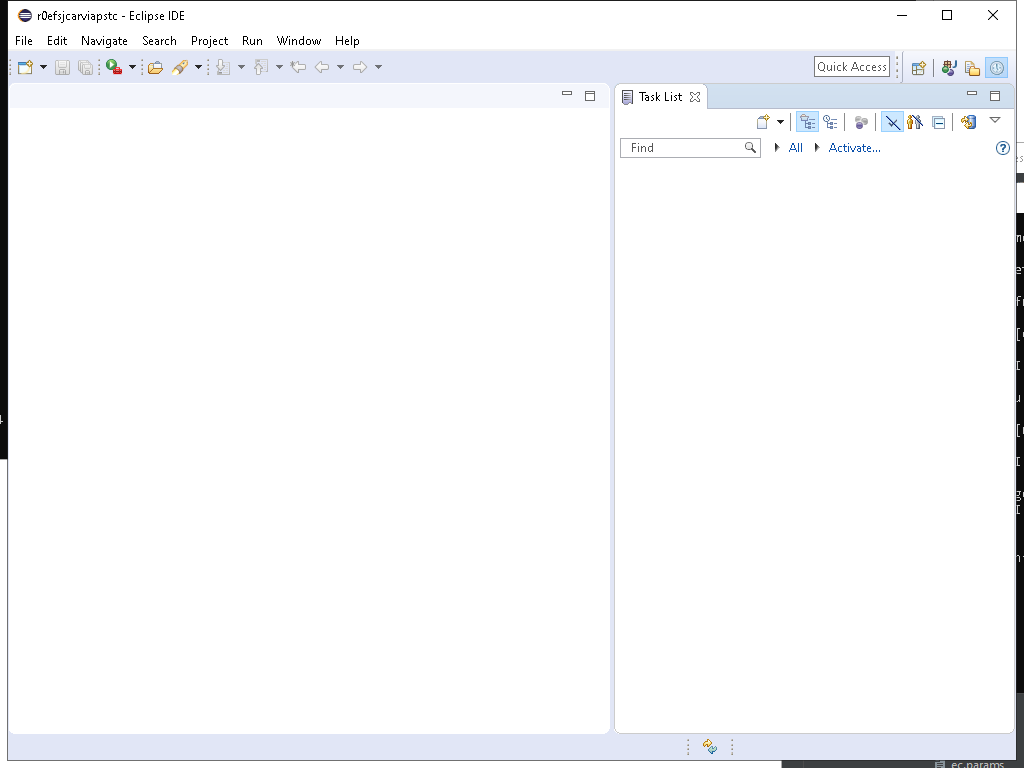 r0efsjcarviapstc - Eclipse IDE
File Edit Navigate Search Project Run Window Help
Quick Access
Task List
Find All Activate...
ec.params